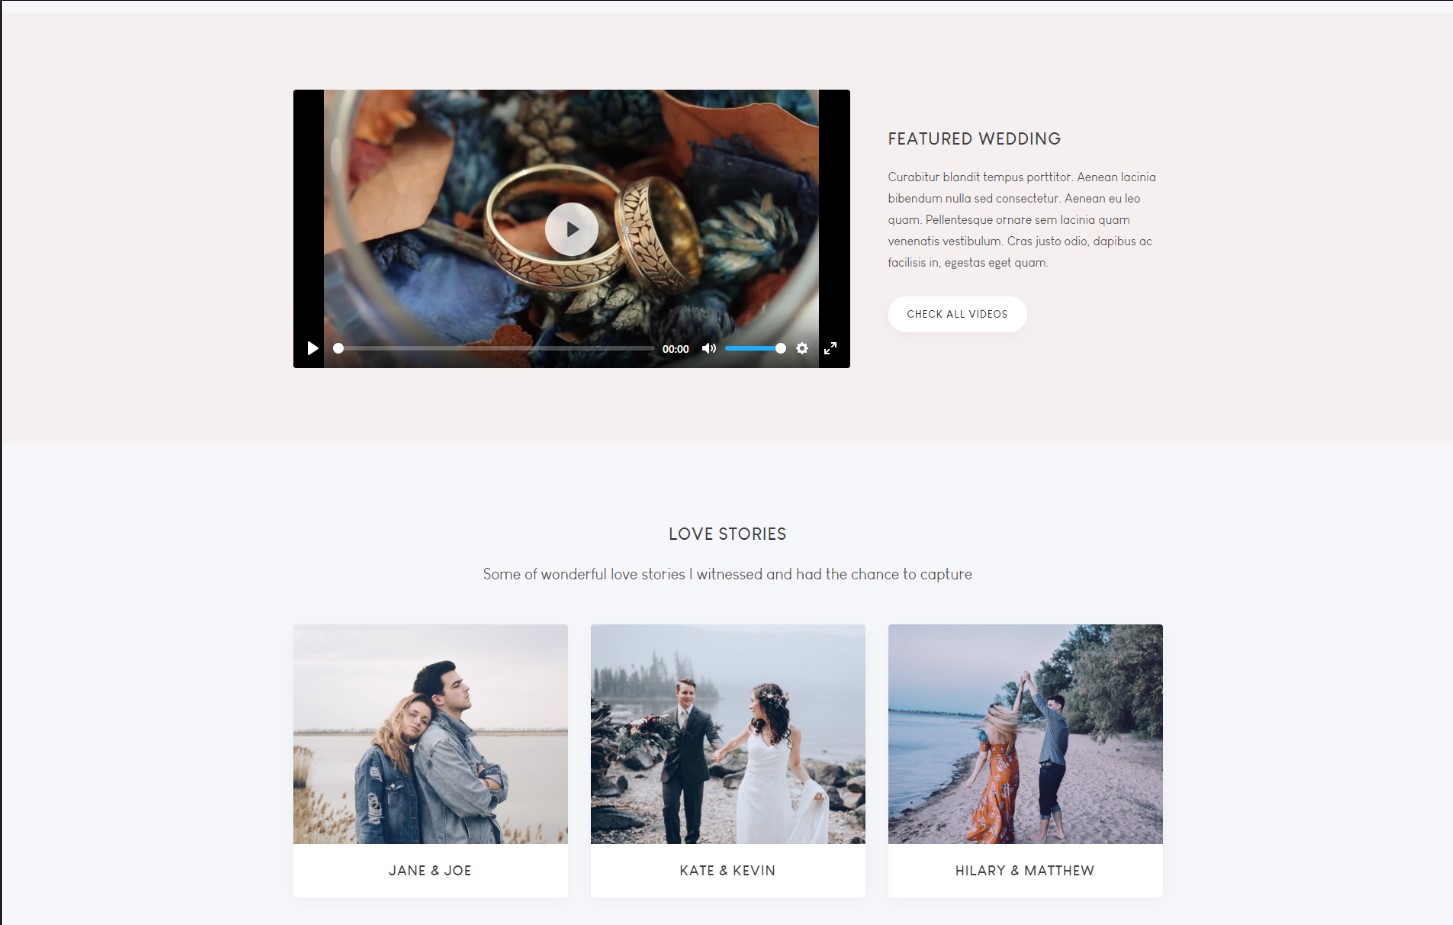 FEATURED WEDDING
Curabitur blandit tempus porttitor. Aenean lacinia
bibendum nulla sed consectetur. Aenean eu leo
quam. Pellentesque ornare sem lacinia quam
venenatis vestibulum. Cras justo odio, dapibus ac
facilisis in, egestas eget quam.
CHECK ALL VIDEOS
00:00
LOVE STORIES
Some of wonderful love stories I witnessed and had the chance to capture
JANE & JOE
KATE & KEVIN
HILARY & MATTHEW